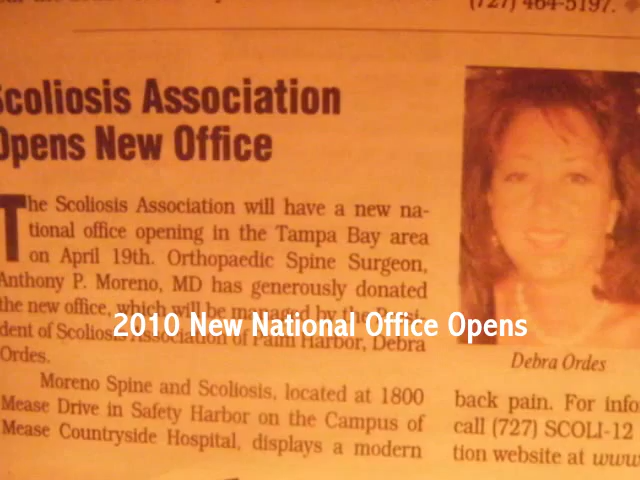 (727) 464-5197.
Scoliosis Association
Opens New Office
The Scoliosis Association will have a new na-
tional office opening in the Tampa Bay area
on April 19th. Orthopaedic Spine Surgeon,
Anthony P. Moreno, MD has generously donated
the new office, which will be managed by the Presi-
dent of Scoliosis Association of Palm Harbor, Debra
Ordes.
Moreno Spine and Scoliosis, located at 1800
Mease Drive in Safety Harbor on the Campus of
Mease Countryside Hospital, displays a modern
2010 New National Office Opens
Debra Ordes
back pain. For info
call (727) SCOLI-12
tion website at www